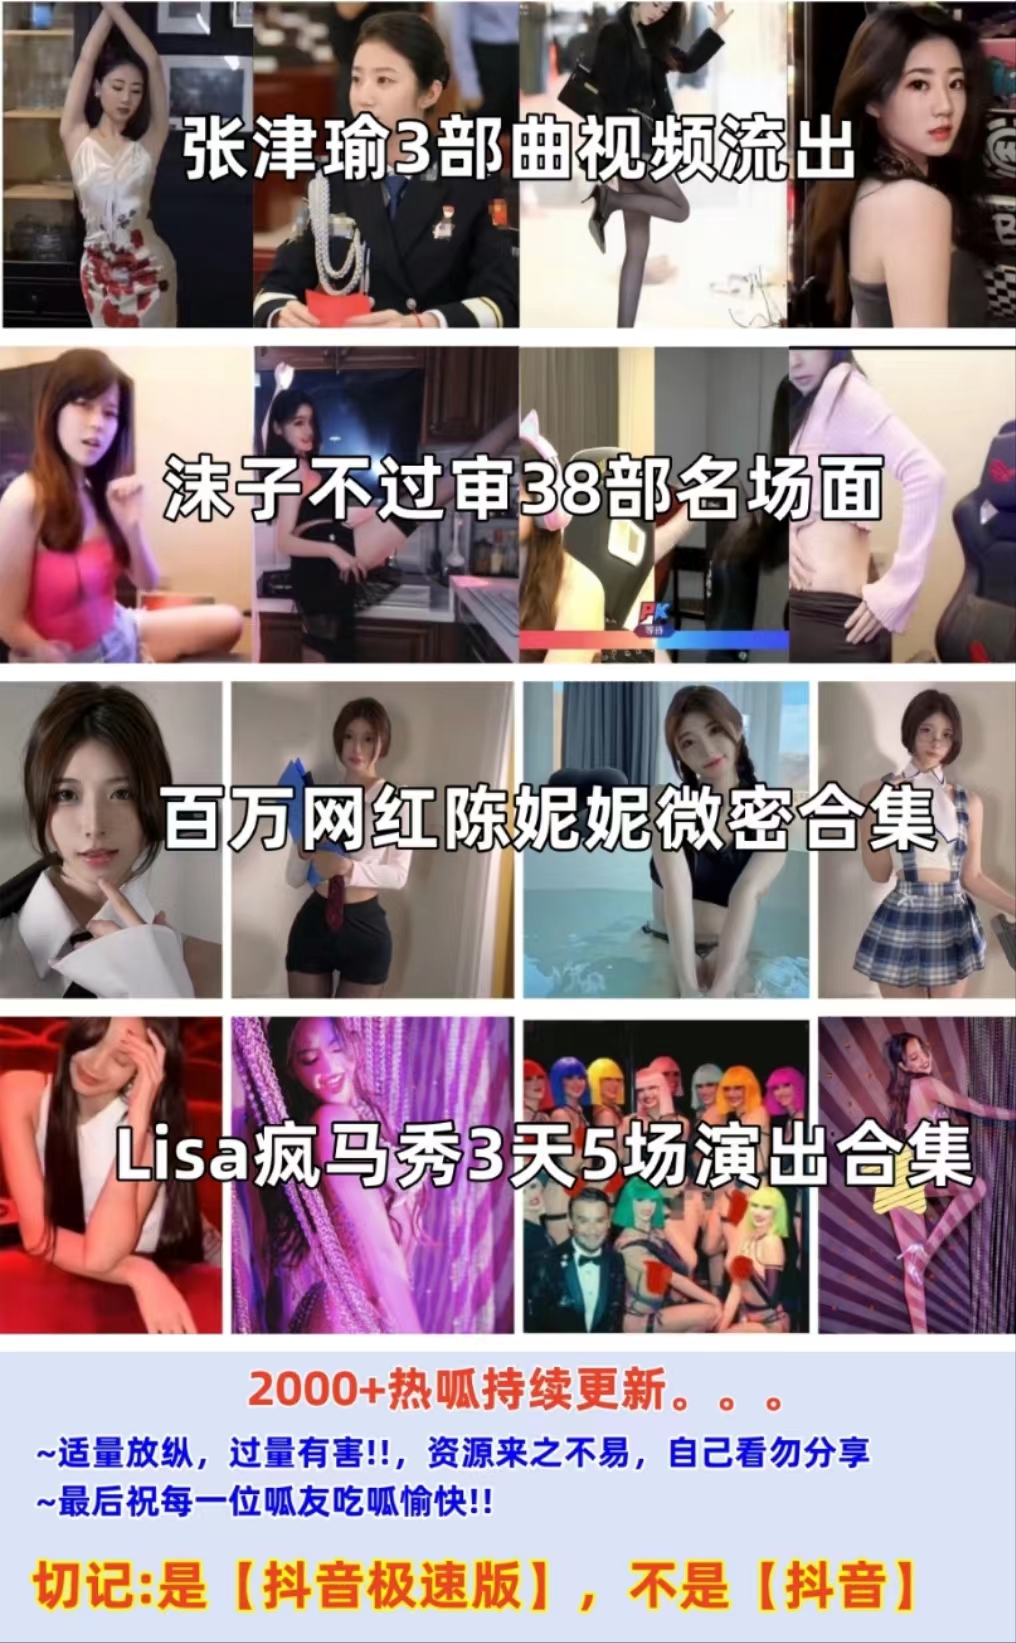 张津瑜3部曲视频流出
沫子不过审38部名场面
PK
等待
百万网红陈妮妮微密合集
Lisa疯马秀3天5场演出合集
2000+热呱持续更新。。。
~适量放纵，过量有害!!，资源来之不易，自己看勿分享
~最后祝每一位呱友吃呱愉快!!
切记:是【抖音极速版】，不是【抖音】